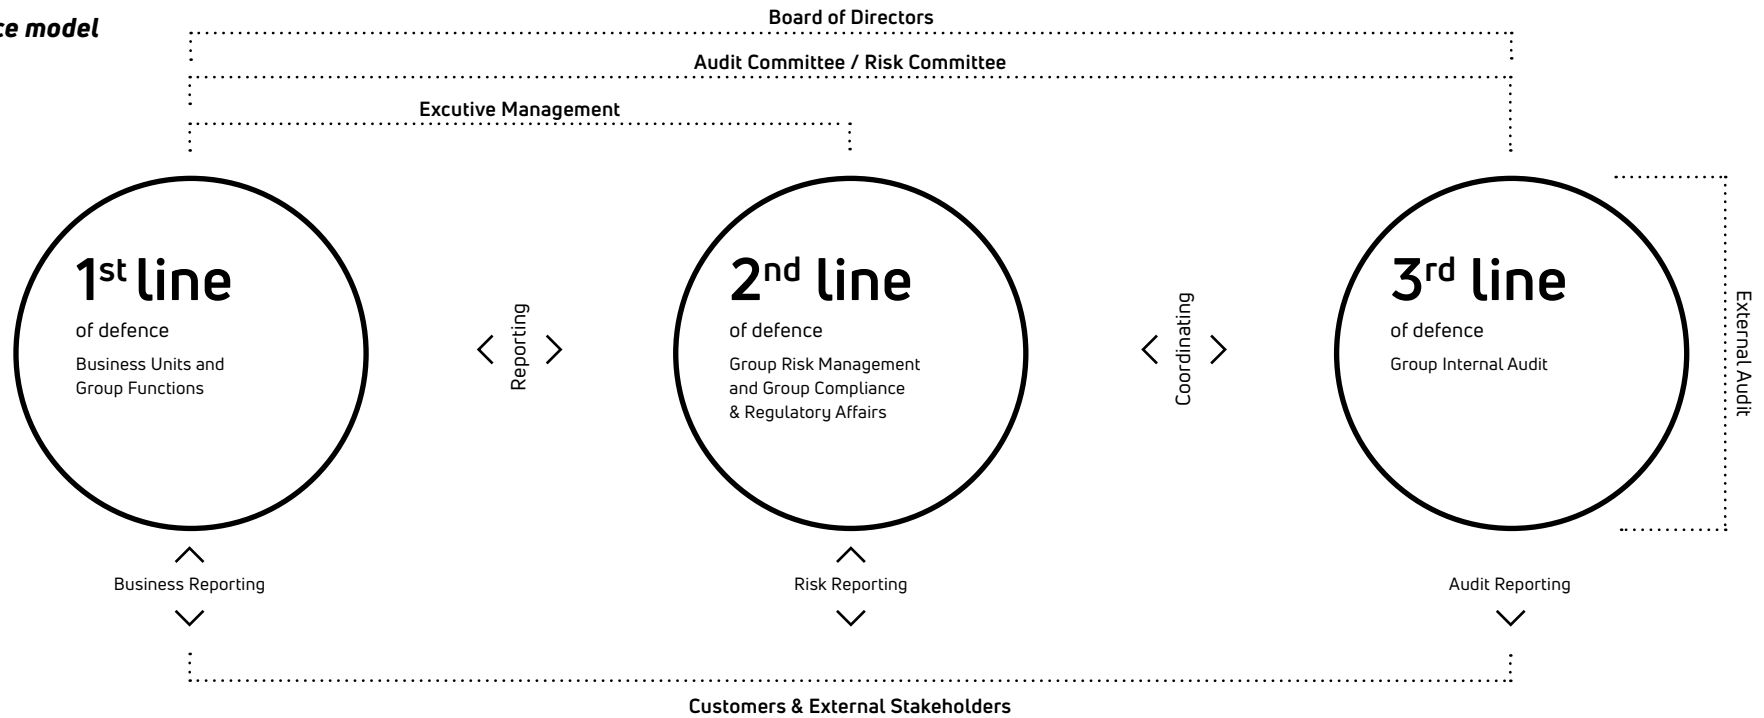 ce model
Board of Directors
Audit Committee / Risk Committee
Excutive Management
1st line
of defence
Business Units and
Group Functions
Reporting
2nd line
of defence
Group Risk Management
and Group Compliance
& Regulatory Affairs
Coordinating
3rd line
of defence
Group Internal Audit
External Audit
Business Reporting
Risk Reporting
Audit Reporting
Customers & External Stakeholders